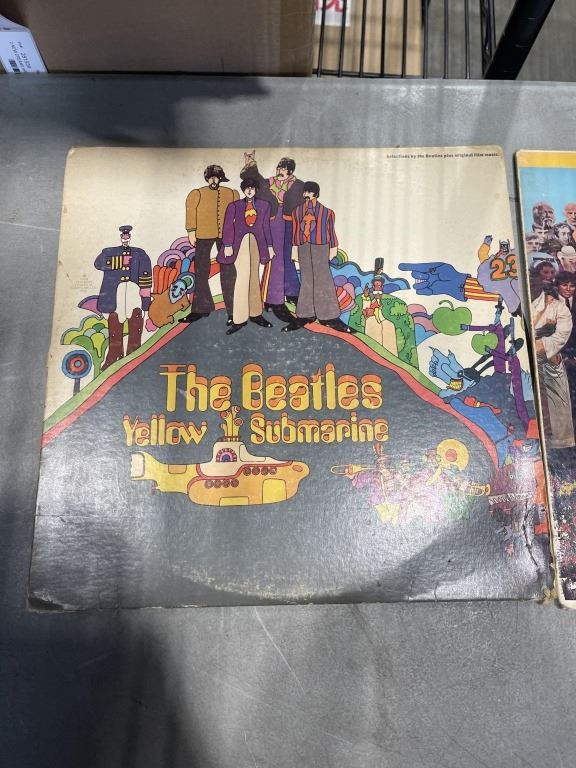 Selections by the Beatles plus original film music.
23
The Beatles
Yellow Submarine